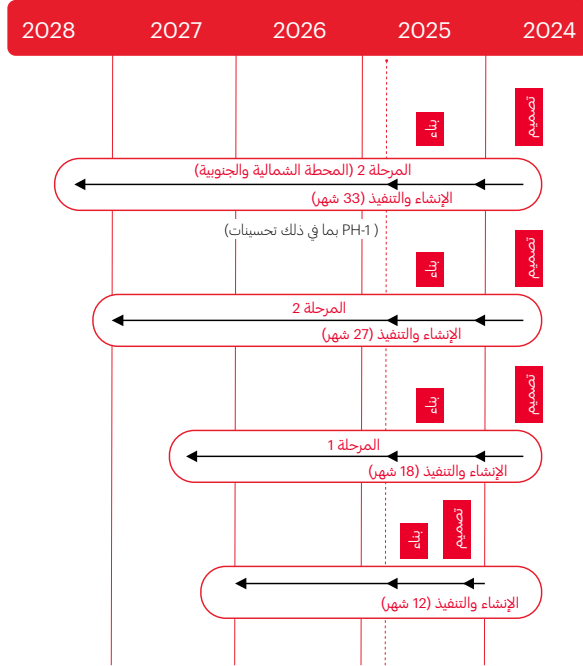 2024 2025 2026 2027 2028
تصميم
بناء
المرحلة 2 (المحطة الشمالية والجنوبية)
الإنشاء والتنفيذ (33 شهر)
( PH-1 بما في ذلك تحسينات)
تصميم
بناء
المرحلة 2
الإنشاء والتنفيذ (27 شهر)
تصميم
بناء
المرحلة 1
الإنشاء والتنفيذ (18 شهر)
تصميم
بناء
الإنشاء والتنفيذ (12 شهر)